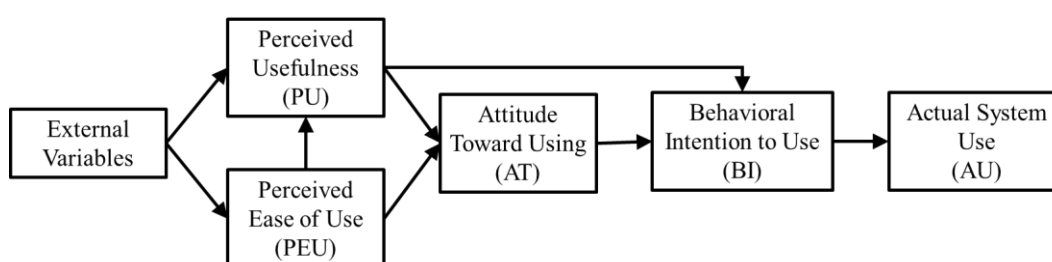 External
Variables
Perceived
Usefulness
(PU)
Perceived
Ease of Use
(PEU)
Attitude
Toward Using
(AT)
Behavioral
Intention to Use
(BI)
Actual System
Use
(AU)